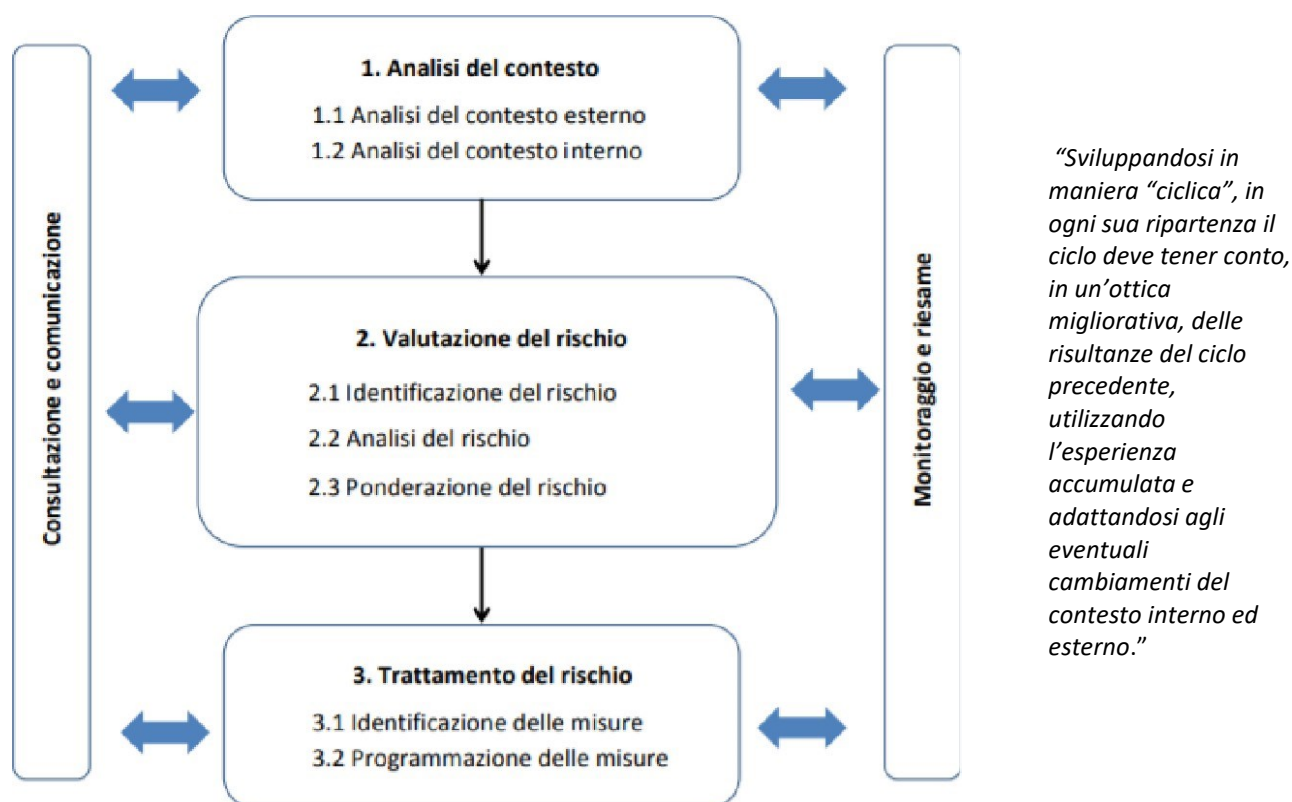 Consultazione e comunicazione
1. Analisi del contesto
1.1 Analisi del contesto esterno
1.2 Analisi del contesto interno
2. Valutazione del rischio
2.1 Identificazione del rischio
2.2 Analisi del rischio
2.3 Ponderazione del rischio
3. Trattamento del rischio
3.1 Identificazione delle misure
3.2 Programmazione delle misure
Monitoraggio e riesame
“Sviluppandosi in
maniera “ciclica”, in
ogni sua ripartenza il
ciclo deve tener conto,
in un’ottica
migliorativa, delle
risultanze del ciclo
precedente,
utilizzando
l’esperienza
accumulata e
adattandosi agli
eventuali
cambiamenti del
contesto interno ed
esterno.”